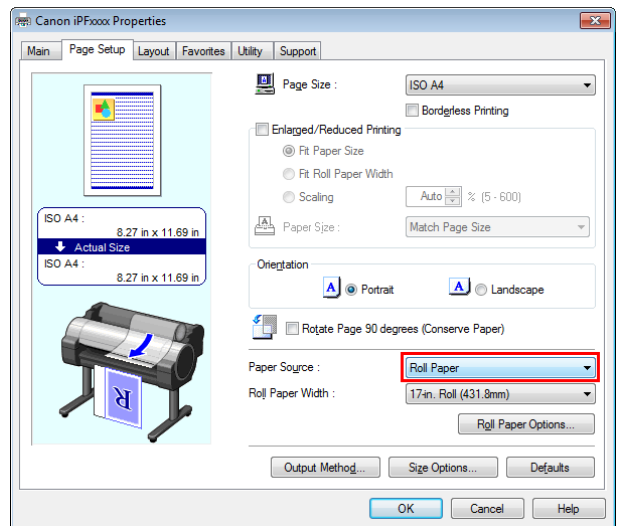 Canon iPFxxxx Properties
Main Page Setup Layout Favorites Utility Support
Page Size : ISO A4
Borderless Printing
Enlarged/Reduced Printing
Fit Paper Size
Fit Roll Paper Width
Scaling Auto % (5 - 600)
Paper Size : Match Page Size
ISO A4 :
8.27 in x 11.69 in
Actual Size
ISO A4 :
8.27 in x 11.69 in
Orientation
A Portrait A Landscape
Rotate Page 90 degrees (Conserve Paper)
Paper Source : Roll Paper
Roll Paper Width : 17-in. Roll (431.8mm)
R
Roll Paper Options...
Output Method... Size Options... Defaults
OK Cancel Help